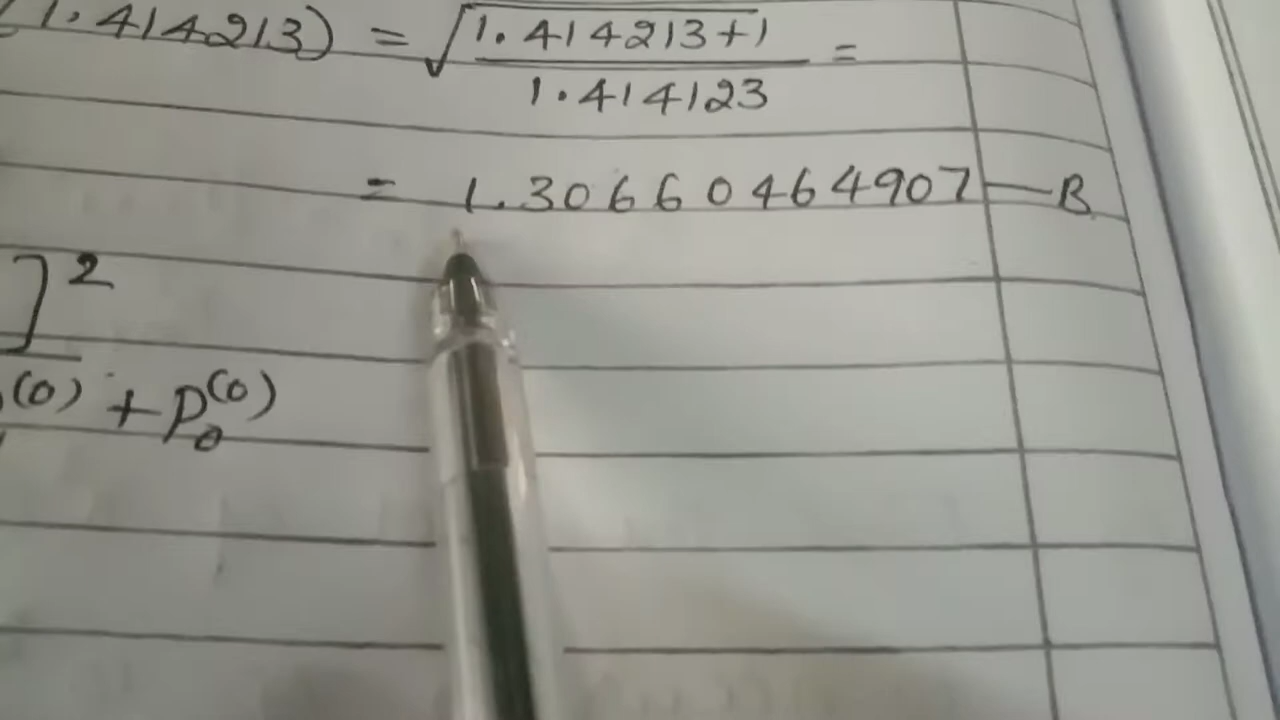 1.414213) = √1.414213+1 =
1.414123
= 1.30660464907 — B
]²
(0) + P₀⁽⁰⁾